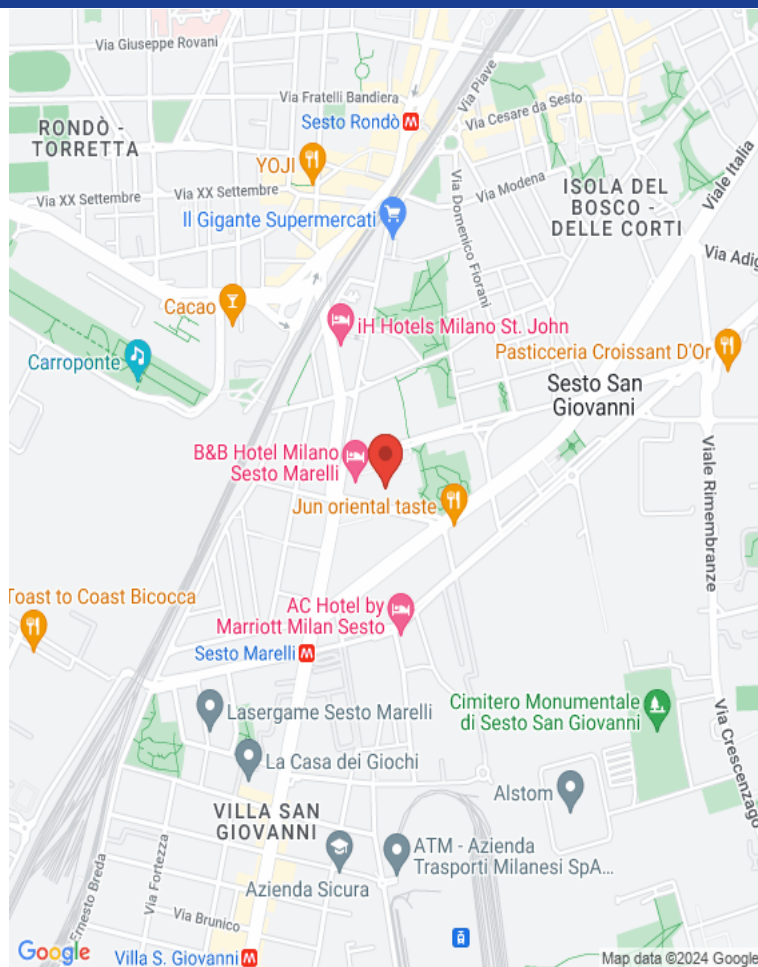 Via Giuseppe Rovani
Via Piave
Via Fratelli Bandiera
Via Cesare da Sesto
Sesto Rondò M
RONDÒ -
TORRETTA
YOJI
Via Modena
ISOLA DEL
BOSCO -
DELLE CORTI
Viale Italia
Via XX Settembre
Via XX Settembre
Il Gigante Supermercati
Via Domenico Fiorani
Via Adig
Cacao
iH Hotels Milano St. John
Carroponte
Pasticceria Croissant D'Or
Sesto San
Giovanni
B&B Hotel Milano
Sesto Marelli
Jun oriental taste
Viale Rimembranze
Toast to Coast Bicocca
AC Hotel by
Marriott Milan Sesto
Sesto Marelli M
Lasergame Sesto Marelli
Cimitero Monumentale
di Sesto San Giovanni
La Casa dei Giochi
Via Crescenzago
Alstom
VILLA SAN
GIOVANNI
ATM - Azienda
Trasporti Milanesi SpA...
Azienda Sicura
Via Fortezza
Ernesto Breda
Via Brunico
Google
Villa S. Giovanni M
Map data ©2024 Google